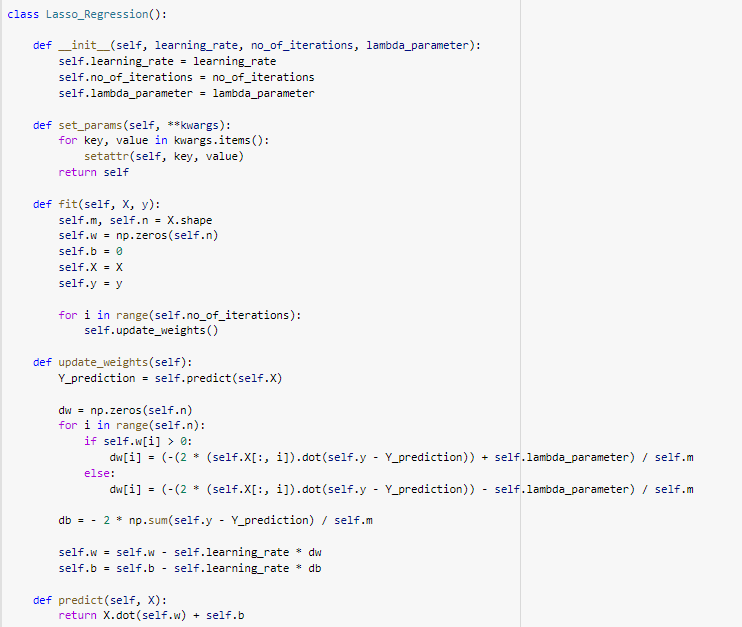 class Lasso_Regression():
def __init__(self, learning_rate, no_of_iterations, lambda_parameter):
self.learning_rate = learning_rate
self.no_of_iterations = no_of_iterations
self.lambda_parameter = lambda_parameter
def set_params(self, **kwargs):
for key, value in kwargs.items():
setattr(self, key, value)
return self
def fit(self, X, y):
self.m, self.n = X.shape
self.w = np.zeros(self.n)
self.b = 0
self.X = X
self.y = y
for i in range(self.no_of_iterations):
self.update_weights()
def update_weights(self):
Y_prediction = self.predict(self.X)
dw = np.zeros(self.n)
for i in range(self.n):
if self.w[i] > 0:
dw[i] = (-(2 * (self.X[:, i]).dot(self.y - Y_prediction)) + self.lambda_parameter) / self.m
else:
dw[i] = (-(2 * (self.X[:, i]).dot(self.y - Y_prediction)) - self.lambda_parameter) / self.m
db = - 2 * np.sum(self.y - Y_prediction) / self.m
self.w = self.w - self.learning_rate * dw
self.b = self.b - self.learning_rate * db
def predict(self, X):
return X.dot(self.w) + self.b